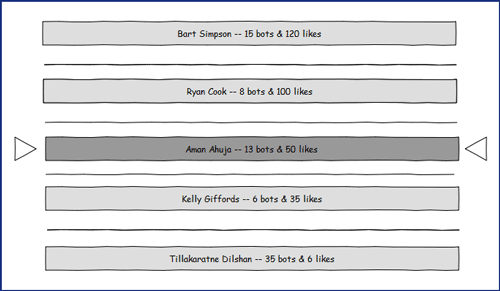 Bart Simpson -- 15 bots & 120 likes
Ryan Cook -- 8 bots & 100 likes
Aman Ahuja -- 13 bots & 50 likes
Kelly Giffords -- 6 bots & 35 likes
Tillakaratne Dilshan -- 35 bots & 6 likes